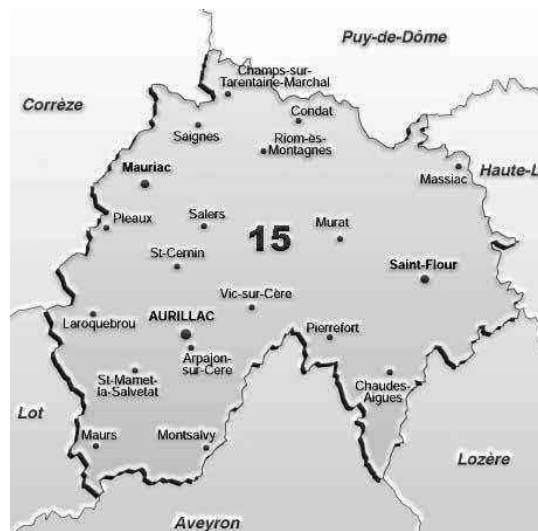 Puy-de-Dôme
Champs-sur-
Tarentaine-Marchal
Corrèze
Condat
Saignes
Riom-ès-
Montagnes
Mauriac
Massiac
Haute-L
Pleaux
Salers
15
Murat
St-Cernin
Saint-Flour
Vic-sur-Cère
Laroquebrou
AURILLAC
Pierrefort
Arpajon-
sur-Cere
St-Mamet-
la-Salvetat
Chaudes-
Aigues
Lot
Maurs
Montsalvy
Lozère
Aveyron